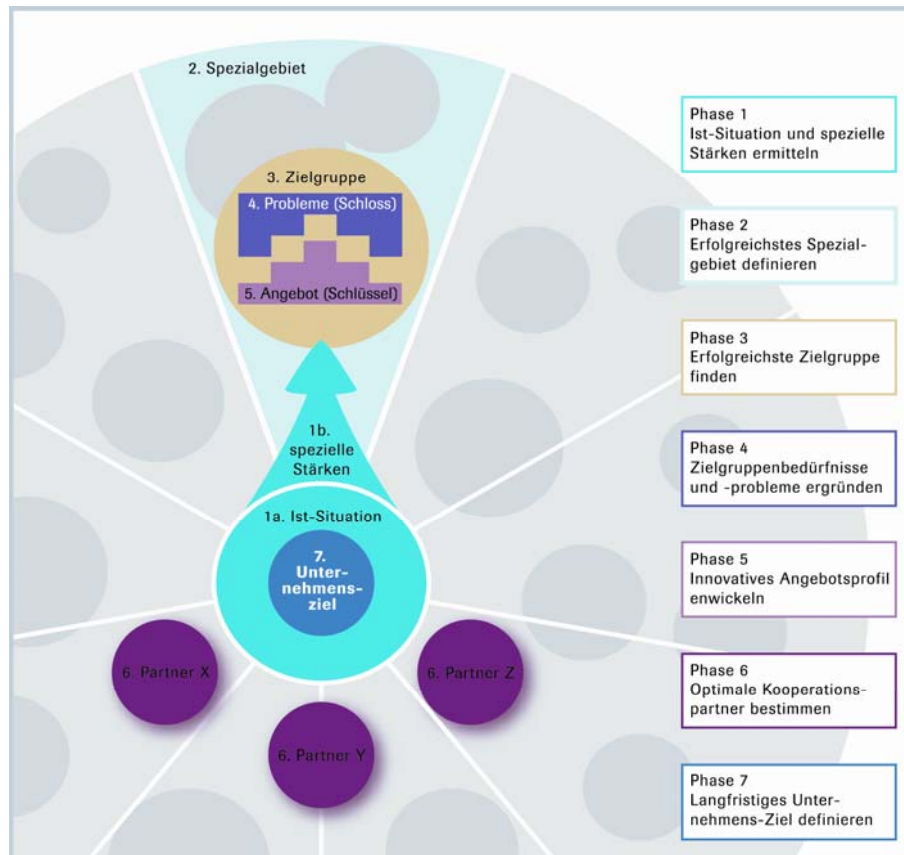 2. Spezialgebiet
3. Zielgruppe
4. Probleme (Schloss)
5. Angebot (Schlüssel)
1b.
spezielle
Stärken
1a. Ist-Situation
7.
Unter-
nehmens-
ziel
6. Partner X
6. Partner Y
6. Partner Z
Phase 1
Ist-Situation und spezielle
Stärken ermitteln
Phase 2
Erfolgreichstes Spezial-
gebiet definieren
Phase 3
Erfolgreichste Zielgruppe
finden
Phase 4
Zielgruppenbedürfnisse
und -probleme ergründen
Phase 5
Innovatives Angebotsprofil
enwickeln
Phase 6
Optimale Kooperations-
partner bestimmen
Phase 7
Langfristiges Unter-
nehmens-Ziel definieren